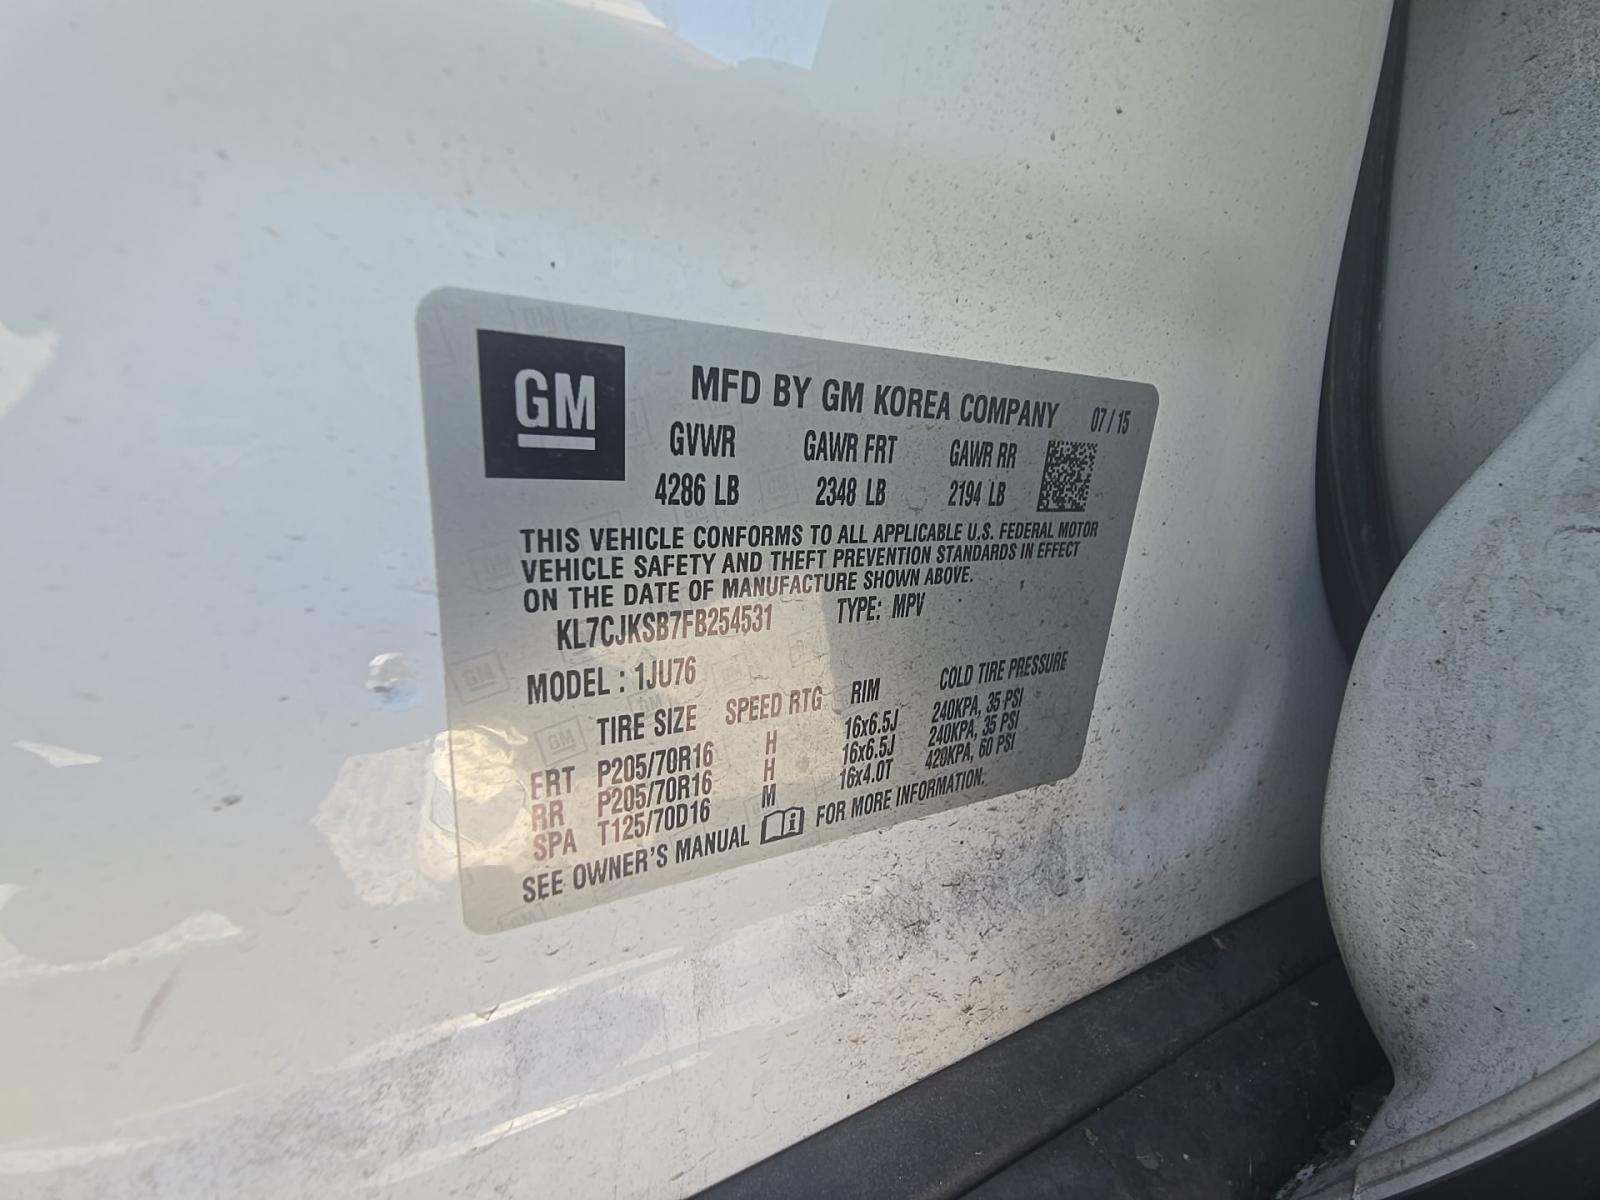 GM
MFD BY GM KOREA COMPANY 07/15
GVWR GAWR FRT GAWR RR
4286 LB 2348 LB 2194 LB
THIS VEHICLE CONFORMS TO ALL APPLICABLE U.S. FEDERAL MOTOR
VEHICLE SAFETY AND THEFT PREVENTION STANDARDS IN EFFECT
ON THE DATE OF MANUFACTURE SHOWN ABOVE.
KL7CJKSB7FB254531 TYPE: MPV
MODEL : 1JU76
TIRE SIZE SPEED RTG RIM COLD TIRE PRESSURE
FRT P205/70R16 H 16x6.5J 240KPA, 35 PSI
RR P205/70R16 H 16x6.5J 240KPA, 35 PSI
SPA T125/70D16 M 16x4.0T 420KPA, 60 PSI
SEE OWNER'S MANUAL FOR MORE INFORMATION.